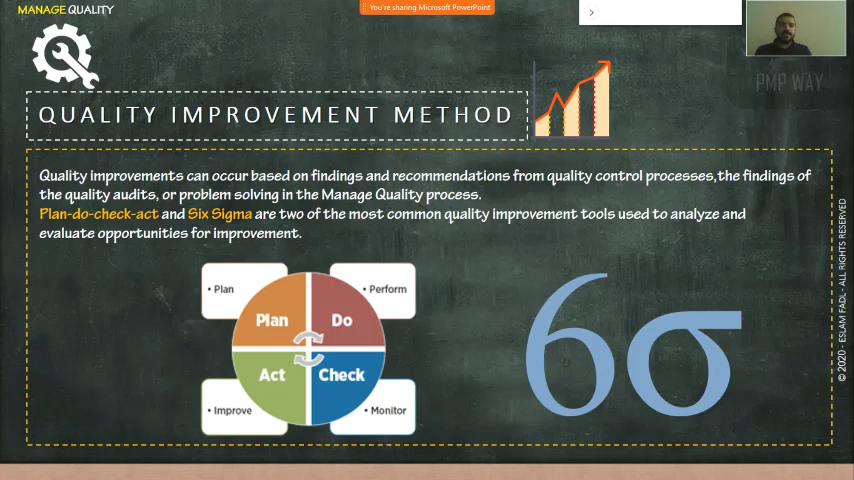 MANAGE QUALITY
You're sharing Microsoft PowerPoint
PMP WAY
QUALITY IMPROVEMENT METHOD
Quality improvements can occur based on findings and recommendations from quality control processes,the findings of
the quality audits, or problem solving in the Manage Quality process.
Plan-do-check-act and Six Sigma are two of the most common quality improvement tools used to analyze and
evaluate opportunities for improvement.
• Plan
• Perform
Plan
Do
Act
Check
• Improve
• Monitor
6σ
© 2020 - ESLAM FADL - ALL RIGHTS RESERVED